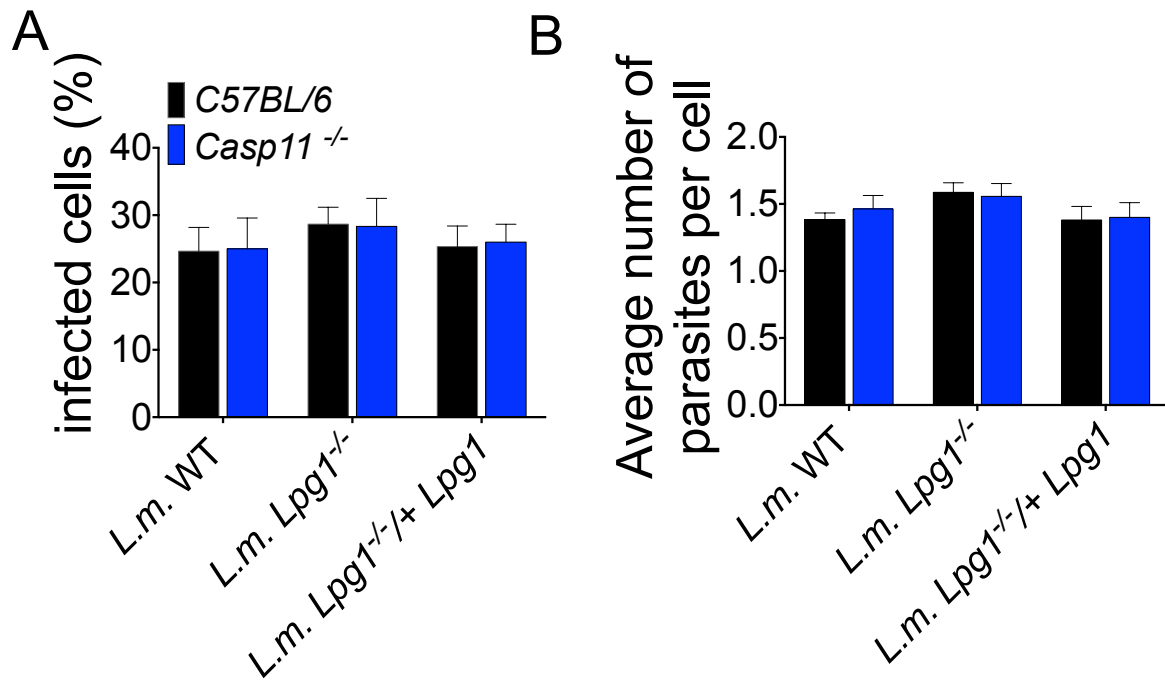 A
infected cells (%)
C57BL/6
Casp11 -/-
40
30
20
10
0
L.m. WT
L.m. Lpg1-/-
L.m. Lpg1-/-/+ Lpg1
B
Average number of
parasites per cell
2.0
1.5
1.0
0.5
0.0
L.m. WT
L.m. Lpg1-/-
L.m. Lpg1-/-/+ Lpg1